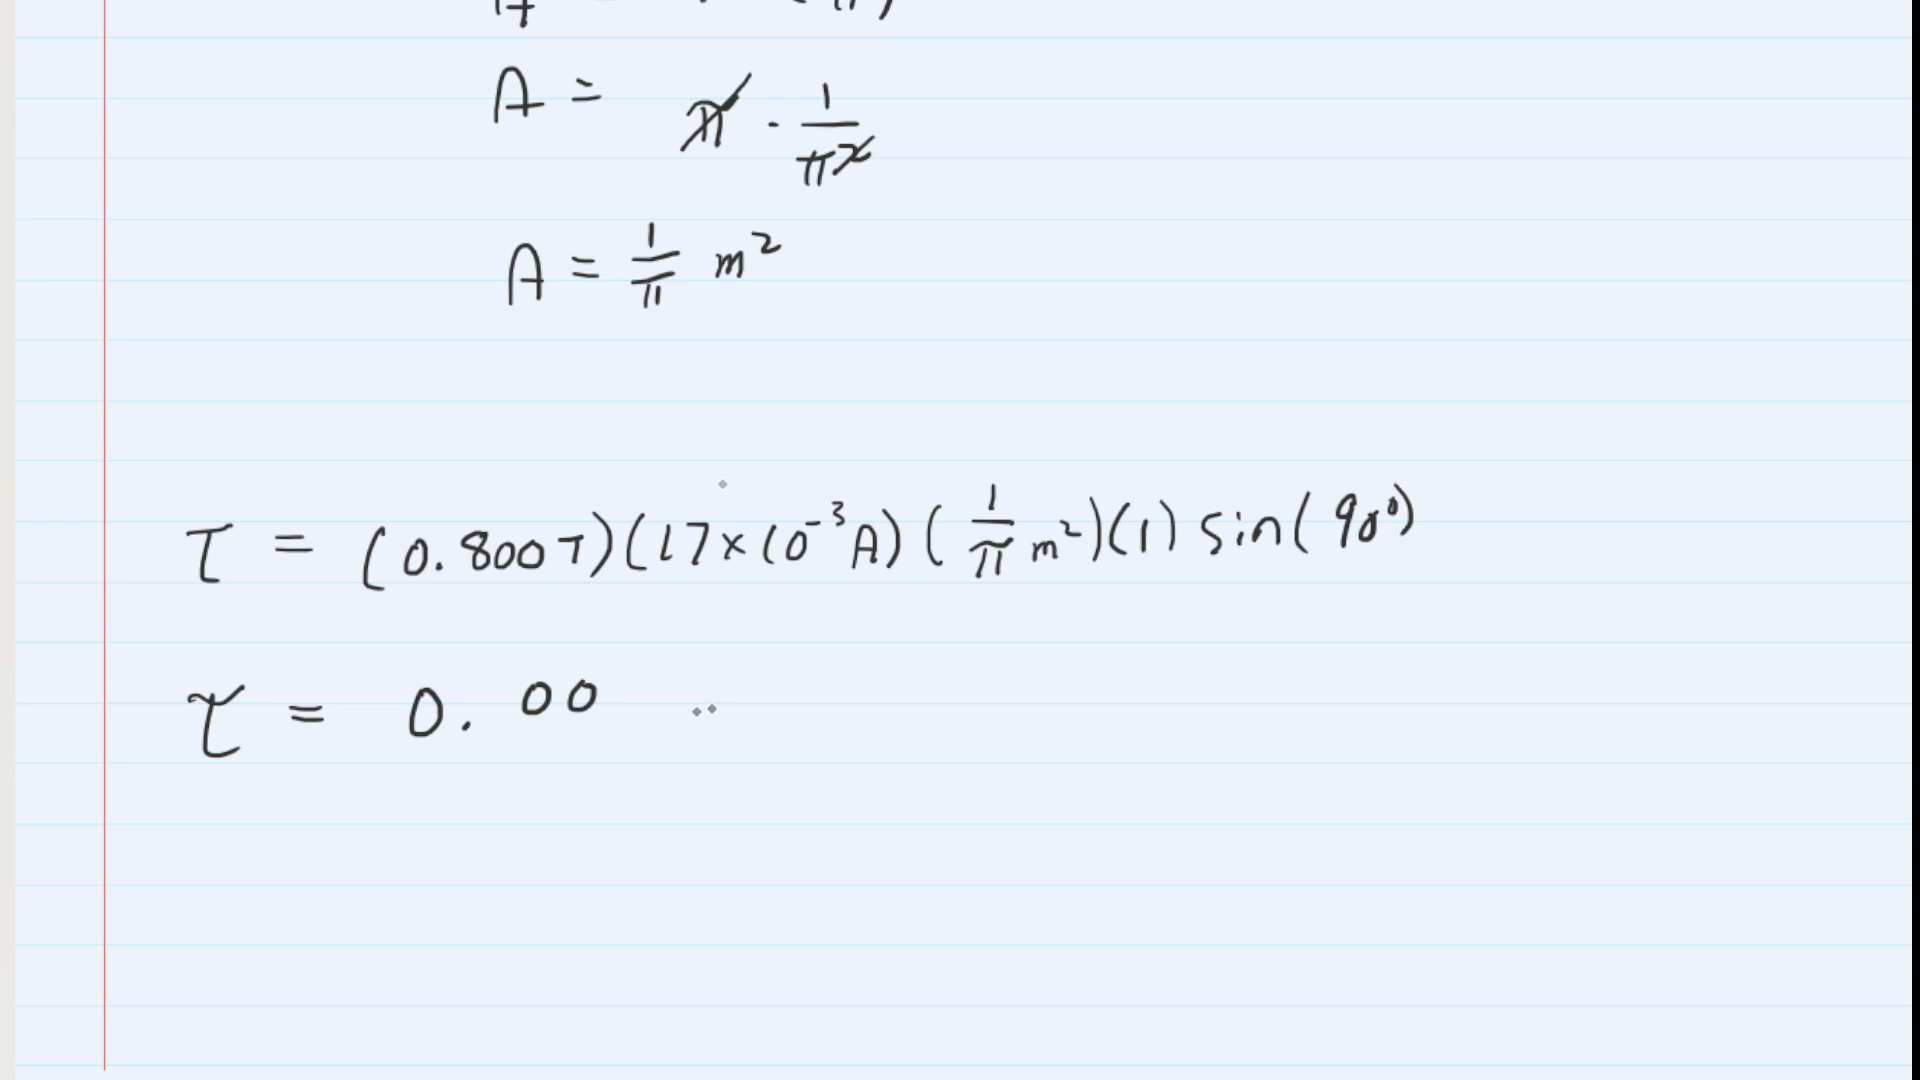 A = π · 1/π²
A = 1/π m²
τ = (0.800 T)(17 × 10⁻³ A)(1/π m²)(1) sin(90°)
τ = 0.00